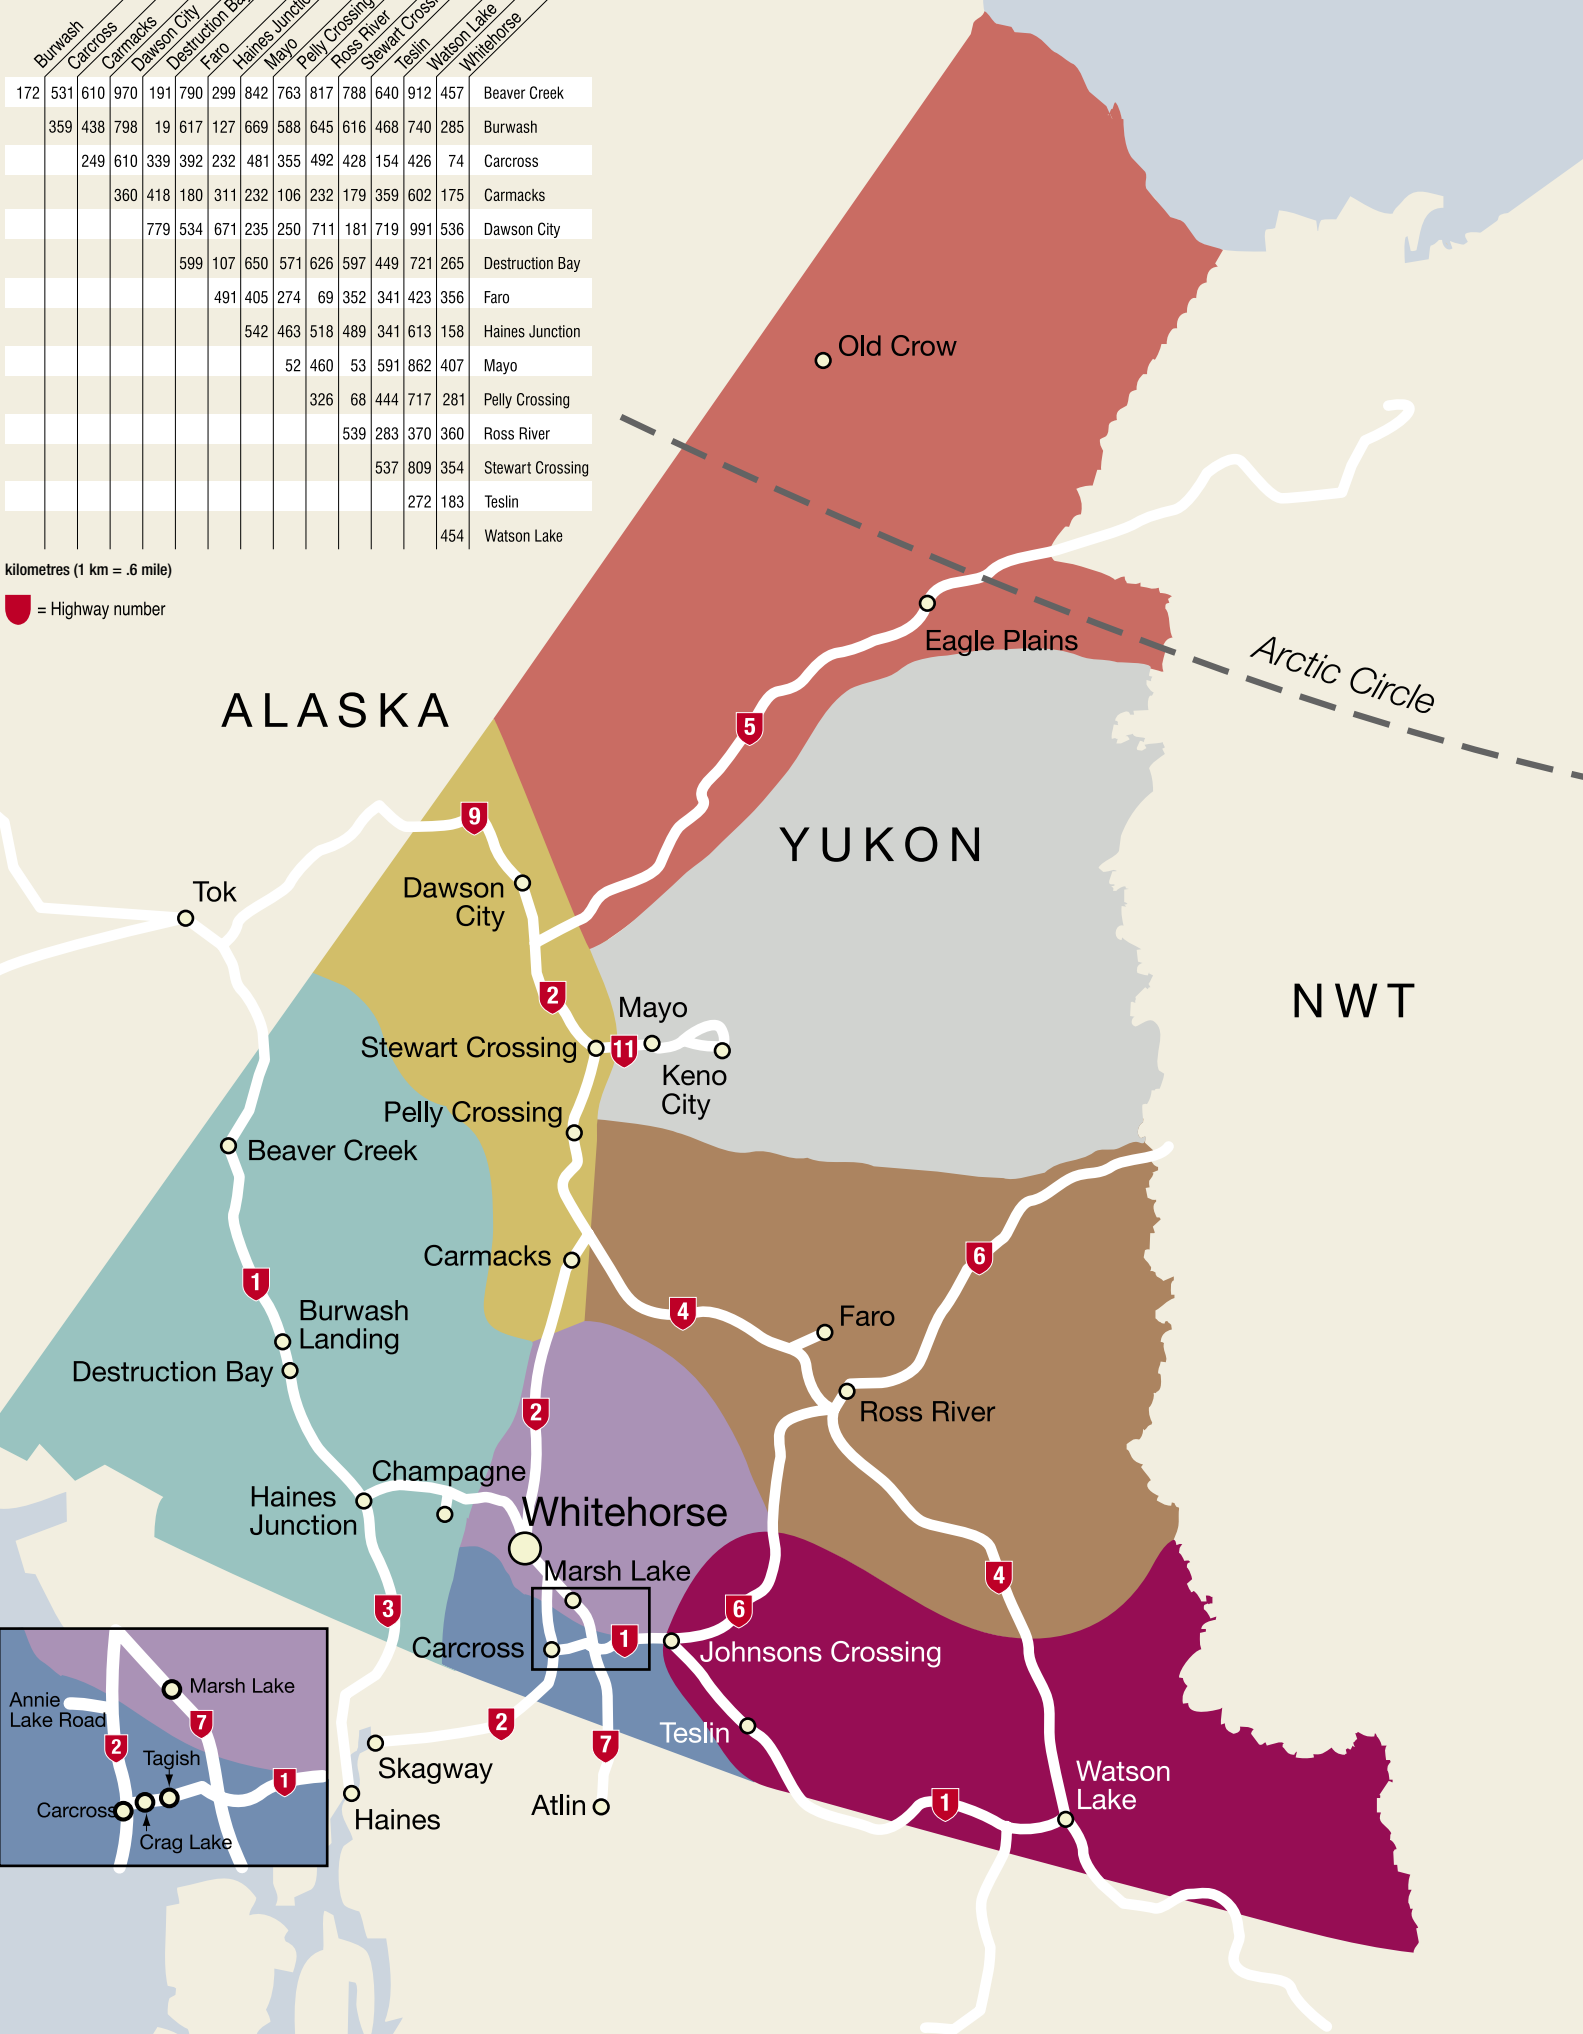 Burwash
Carcross
Carmacks
Dawson City
Destruction Bay
Faro
Haines Junctio
Mayo
Pelly Crossing
Ross River
Stewart Cross
Teslin
Watson Lake
Whitehorse
172 531 610 970 191 790 299 842 763 817 788 640 912 457 Beaver Creek
359 438 798 19 617 127 669 588 645 616 468 740 285 Burwash
249 610 339 392 232 481 355 492 428 154 426 74 Carcross
360 418 180 311 232 106 232 179 359 602 175 Carmacks
779 534 671 235 250 711 181 719 991 536 Dawson City
599 107 650 571 626 597 449 721 265 Destruction Bay
491 405 274 69 352 341 423 356 Faro
542 463 518 489 341 613 158 Haines Junction
52 460 53 591 862 407 Mayo
326 68 444 717 281 Pelly Crossing
539 283 370 360 Ross River
537 809 354 Stewart Crossing
272 183 Teslin
454 Watson Lake
kilometres (1 km = .6 mile)
= Highway number
Old Crow
Eagle Plains
Arctic Circle
ALASKA
5
9
YUKON
Tok
Dawson
City
NWT
2
Mayo
Stewart Crossing
11
Keno
City
Pelly Crossing
Beaver Creek
Carmacks
6
1
4
Burwash
Landing
Faro
Destruction Bay
2
Ross River
Champagne
Haines
Junction
Whitehorse
Marsh Lake
4
3
6
Carcross
1
Johnsons Crossing
2
7
Teslin
Skagway
Watson
Lake
Atlin
1
Haines
Marsh Lake
Annie
Lake Road
7
2
Tagish
1
Carcross
Crag Lake